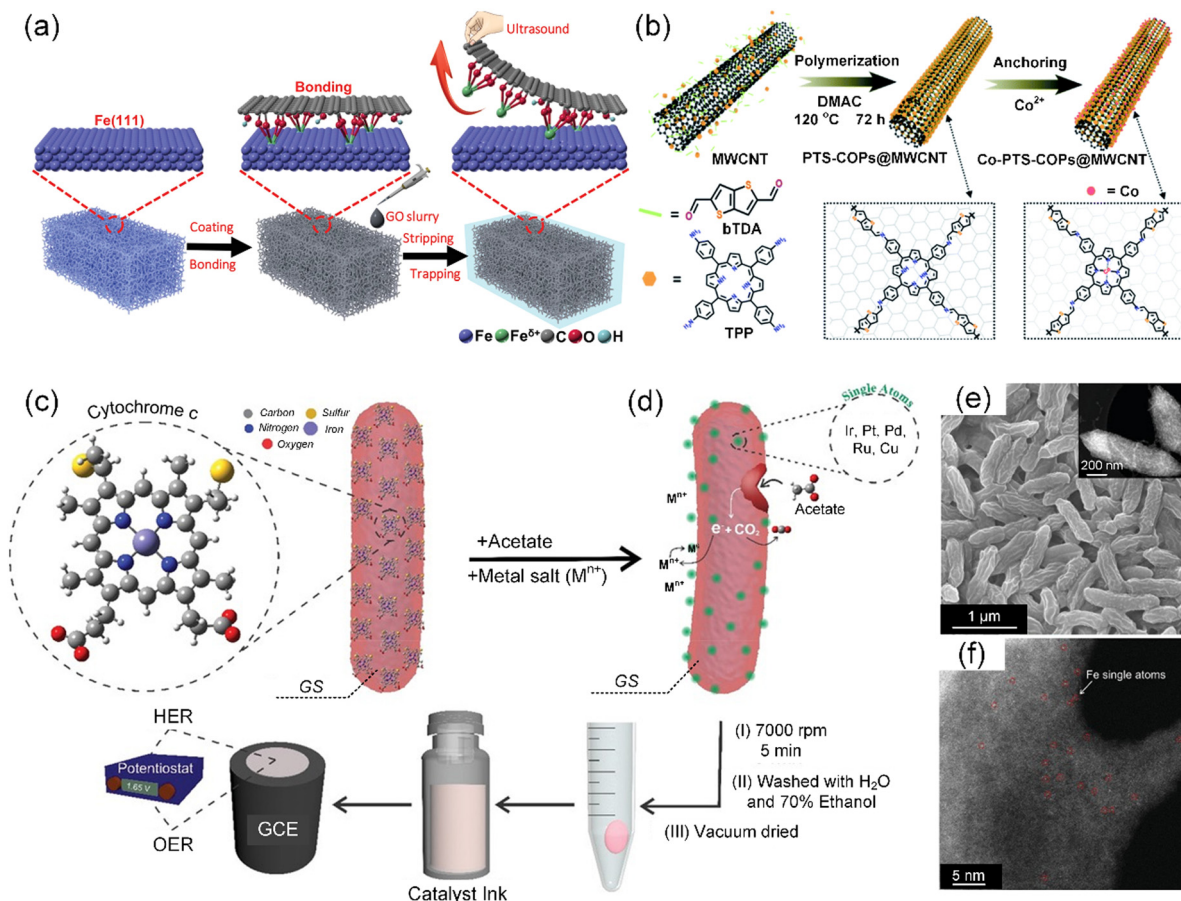 (a)
Ultrasound
Bonding
Fe(111)
Coating
Bonding
GO slurry
Stripping
Trapping
Fe Feδ+ C O H
(b)
Polymerization
DMAC
120 °C 72 h
Anchoring
Co2+
MWCNT
PTS-COPs@MWCNT
Co-PTS-COPs@MWCNT
= Co
=
bTDA
=
TPP
(c)
Cytochrome c
Carbon Sulfur
Nitrogen Iron
Oxygen
GS
+Acetate
+Metal salt (Mn+)
(d)
Single Atoms
Ir, Pt, Pd,
Ru, Cu
Acetate
e-+ CO2
Mn+
M
Mn+
Mn+
GS
(I) 7000 rpm
5 min
(II) Washed with H2O
and 70% Ethanol
(III) Vacuum dried
HER
Potentiostat
1.65 V
OER
GCE
Catalyst Ink
(e)
200 nm
1 µm
(f)
Fe single atoms
5 nm